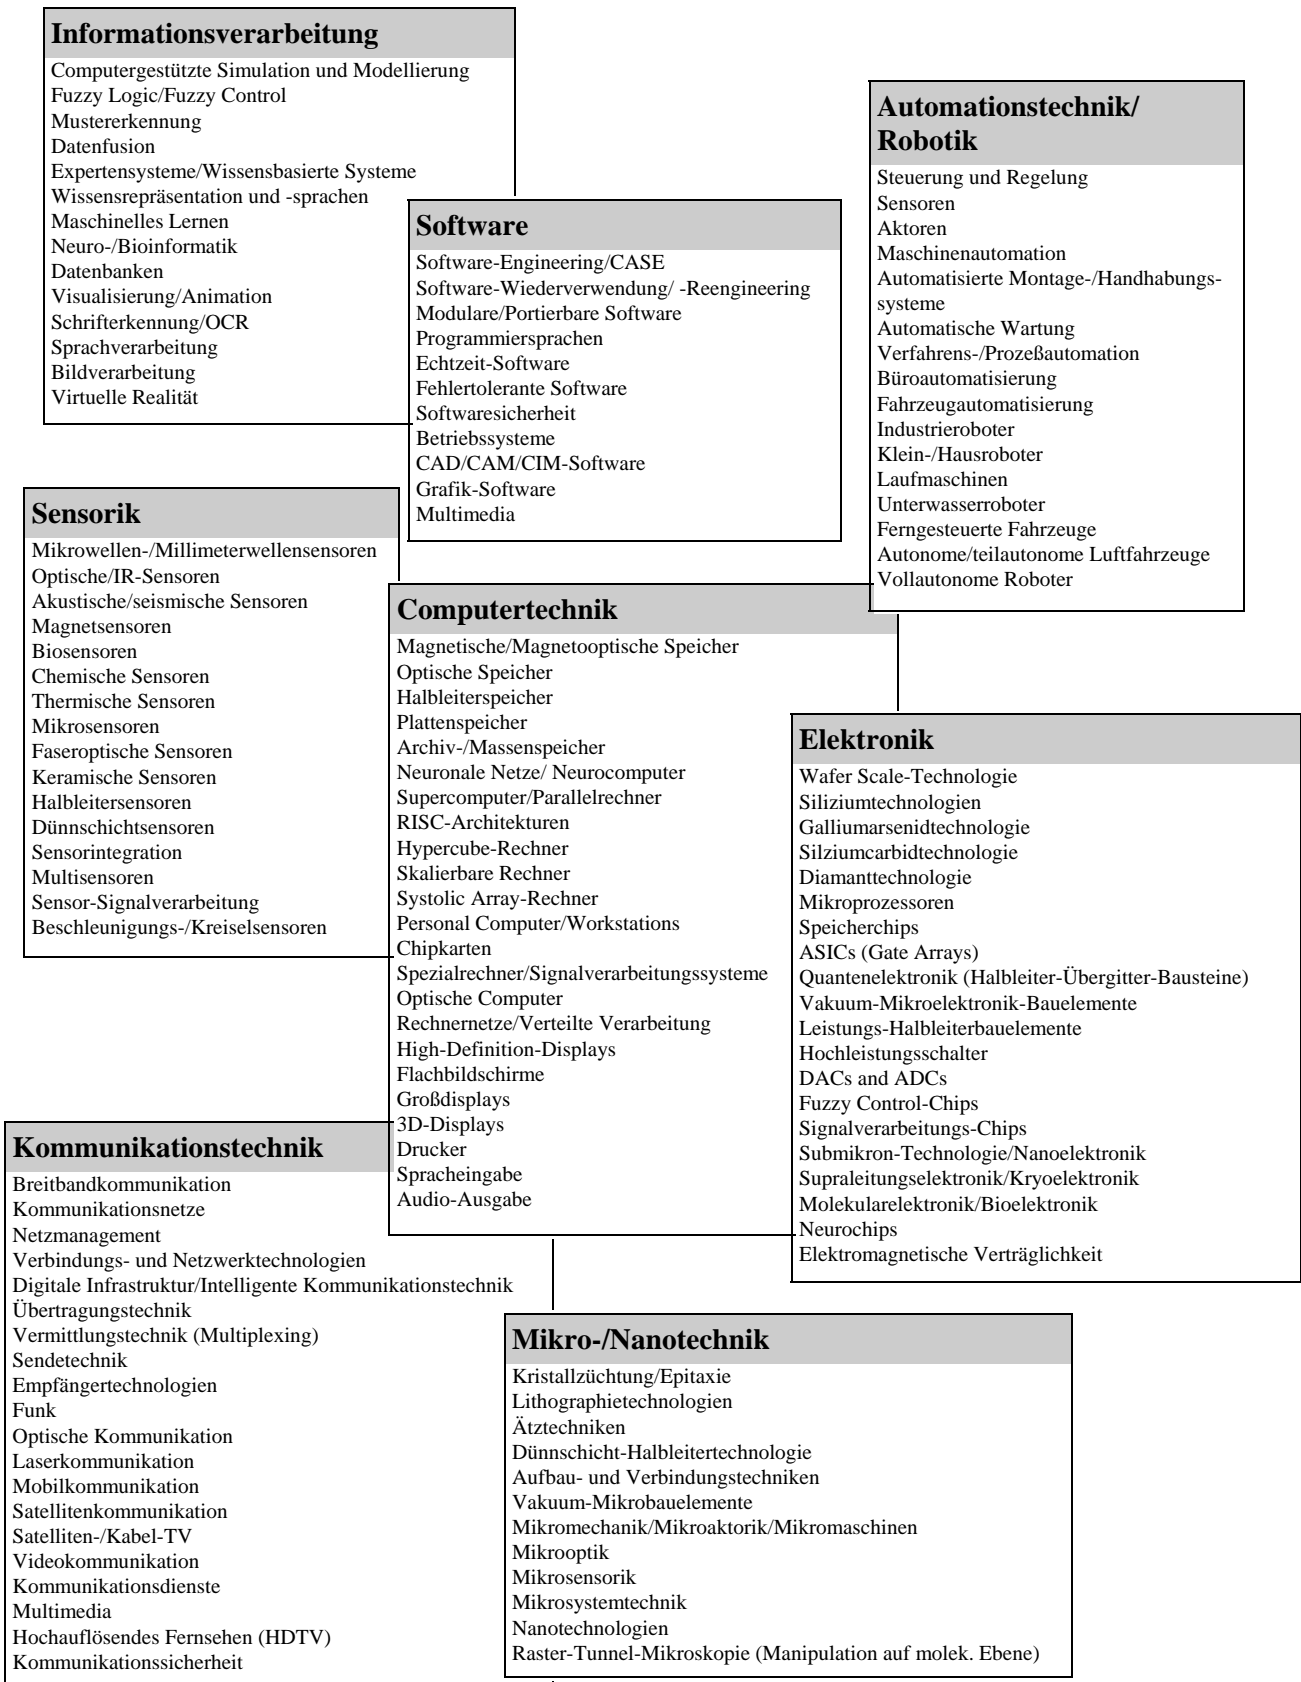 Informationsverarbeitung
Computergestützte Simulation und Modellierung
Fuzzy Logic/Fuzzy Control
Mustererkennung
Datenfusion
Expertensysteme/Wissensbasierte Systeme
Wissensrepräsentation und -sprachen
Maschinelles Lernen
Neuro-/Bioinformatik
Datenbanken
Visualisierung/Animation
Schrifterkennung/OCR
Sprachverarbeitung
Bildverarbeitung
Virtuelle Realität
Software
Software-Engineering/CASE
Software-Wiederverwendung/ -Reengineering
Modulare/Portierbare Software
Programmiersprachen
Echtzeit-Software
Fehlertolerante Software
Softwaresicherheit
Betriebssysteme
CAD/CAM/CIM-Software
Grafik-Software
Multimedia
Automationstechnik/
Robotik
Steuerung und Regelung
Sensoren
Aktoren
Maschinenautomation
Automatisierte Montage-/Handhabungs-
systeme
Automatische Wartung
Verfahrens-/Prozeßautomation
Büroautomatisierung
Fahrzeugautomatisierung
Industrieroboter
Klein-/Hausroboter
Laufmaschinen
Unterwasserroboter
Ferngesteuerte Fahrzeuge
Autonome/teilautonome Luftfahrzeuge
Vollautonome Roboter
Sensorik
Mikrowellen-/Millimeterwellensensoren
Optische/IR-Sensoren
Akustische/seismische Sensoren
Magnetsensoren
Biosensoren
Chemische Sensoren
Thermische Sensoren
Mikrosensoren
Faseroptische Sensoren
Keramische Sensoren
Halbleitersensoren
Dünnschichtsensoren
Sensorintegration
Multisensoren
Sensor-Signalverarbeitung
Beschleunigungs-/Kreiselsensoren
Computertechnik
Magnetische/Magnetooptische Speicher
Optische Speicher
Halbleiterspeicher
Plattenspeicher
Archiv-/Massenspeicher
Neuronale Netze/ Neurocomputer
Supercomputer/Parallelrechner
RISC-Architekturen
Hypercube-Rechner
Skalierbare Rechner
Systolic Array-Rechner
Personal Computer/Workstations
Chipkarten
Spezialrechner/Signalverarbeitungssysteme
Optische Computer
Rechnernetze/Verteilte Verarbeitung
High-Definition-Displays
Flachbildschirme
Großdisplays
3D-Displays
Drucker
Spracheingabe
Audio-Ausgabe
Elektronik
Wafer Scale-Technologie
Siliziumtechnologien
Galliumarsenidtechnologie
Silziumcarbidtechnologie
Diamanttechnologie
Mikroprozessoren
Speicherchips
ASICs (Gate Arrays)
Quantenelektronik (Halbleiter-Übergitter-Bausteine)
Vakuum-Mikroelektronik-Bauelemente
Leistungs-Halbleiterbauelemente
Hochleistungsschalter
DACs and ADCs
Fuzzy Control-Chips
Signalverarbeitungs-Chips
Submikron-Technologie/Nanoelektronik
Supraleitungselektronik/Kryoelektronik
Molekularelektronik/Bioelektronik
Neurochips
Elektromagnetische Verträglichkeit
Kommunikationstechnik
Breitbandkommunikation
Kommunikationsnetze
Netzmanagement
Verbindungs- und Netzwerktechnologien
Digitale Infrastruktur/Intelligente Kommunikationstechnik
Übertragungstechnik
Vermittlungstechnik (Multiplexing)
Sendetechnik
Empfängertechnologien
Funk
Optische Kommunikation
Laserkommunikation
Mobilkommunikation
Satellitenkommunikation
Satelliten-/Kabel-TV
Videokommunikation
Kommunikationsdienste
Multimedia
Hochauflösendes Fernsehen (HDTV)
Kommunikationssicherheit
Mikro-/Nanotechnik
Kristallzüchtung/Epitaxie
Lithographietechnologien
Ätztechniken
Dünnschicht-Halbleitertechnologie
Aufbau- und Verbindungstechniken
Vakuum-Mikrobauelemente
Mikromechanik/Mikroaktorik/Mikromaschinen
Mikrooptik
Mikrosensorik
Mikrosystemtechnik
Nanotechnologien
Raster-Tunnel-Mikroskopie (Manipulation auf molek. Ebene)